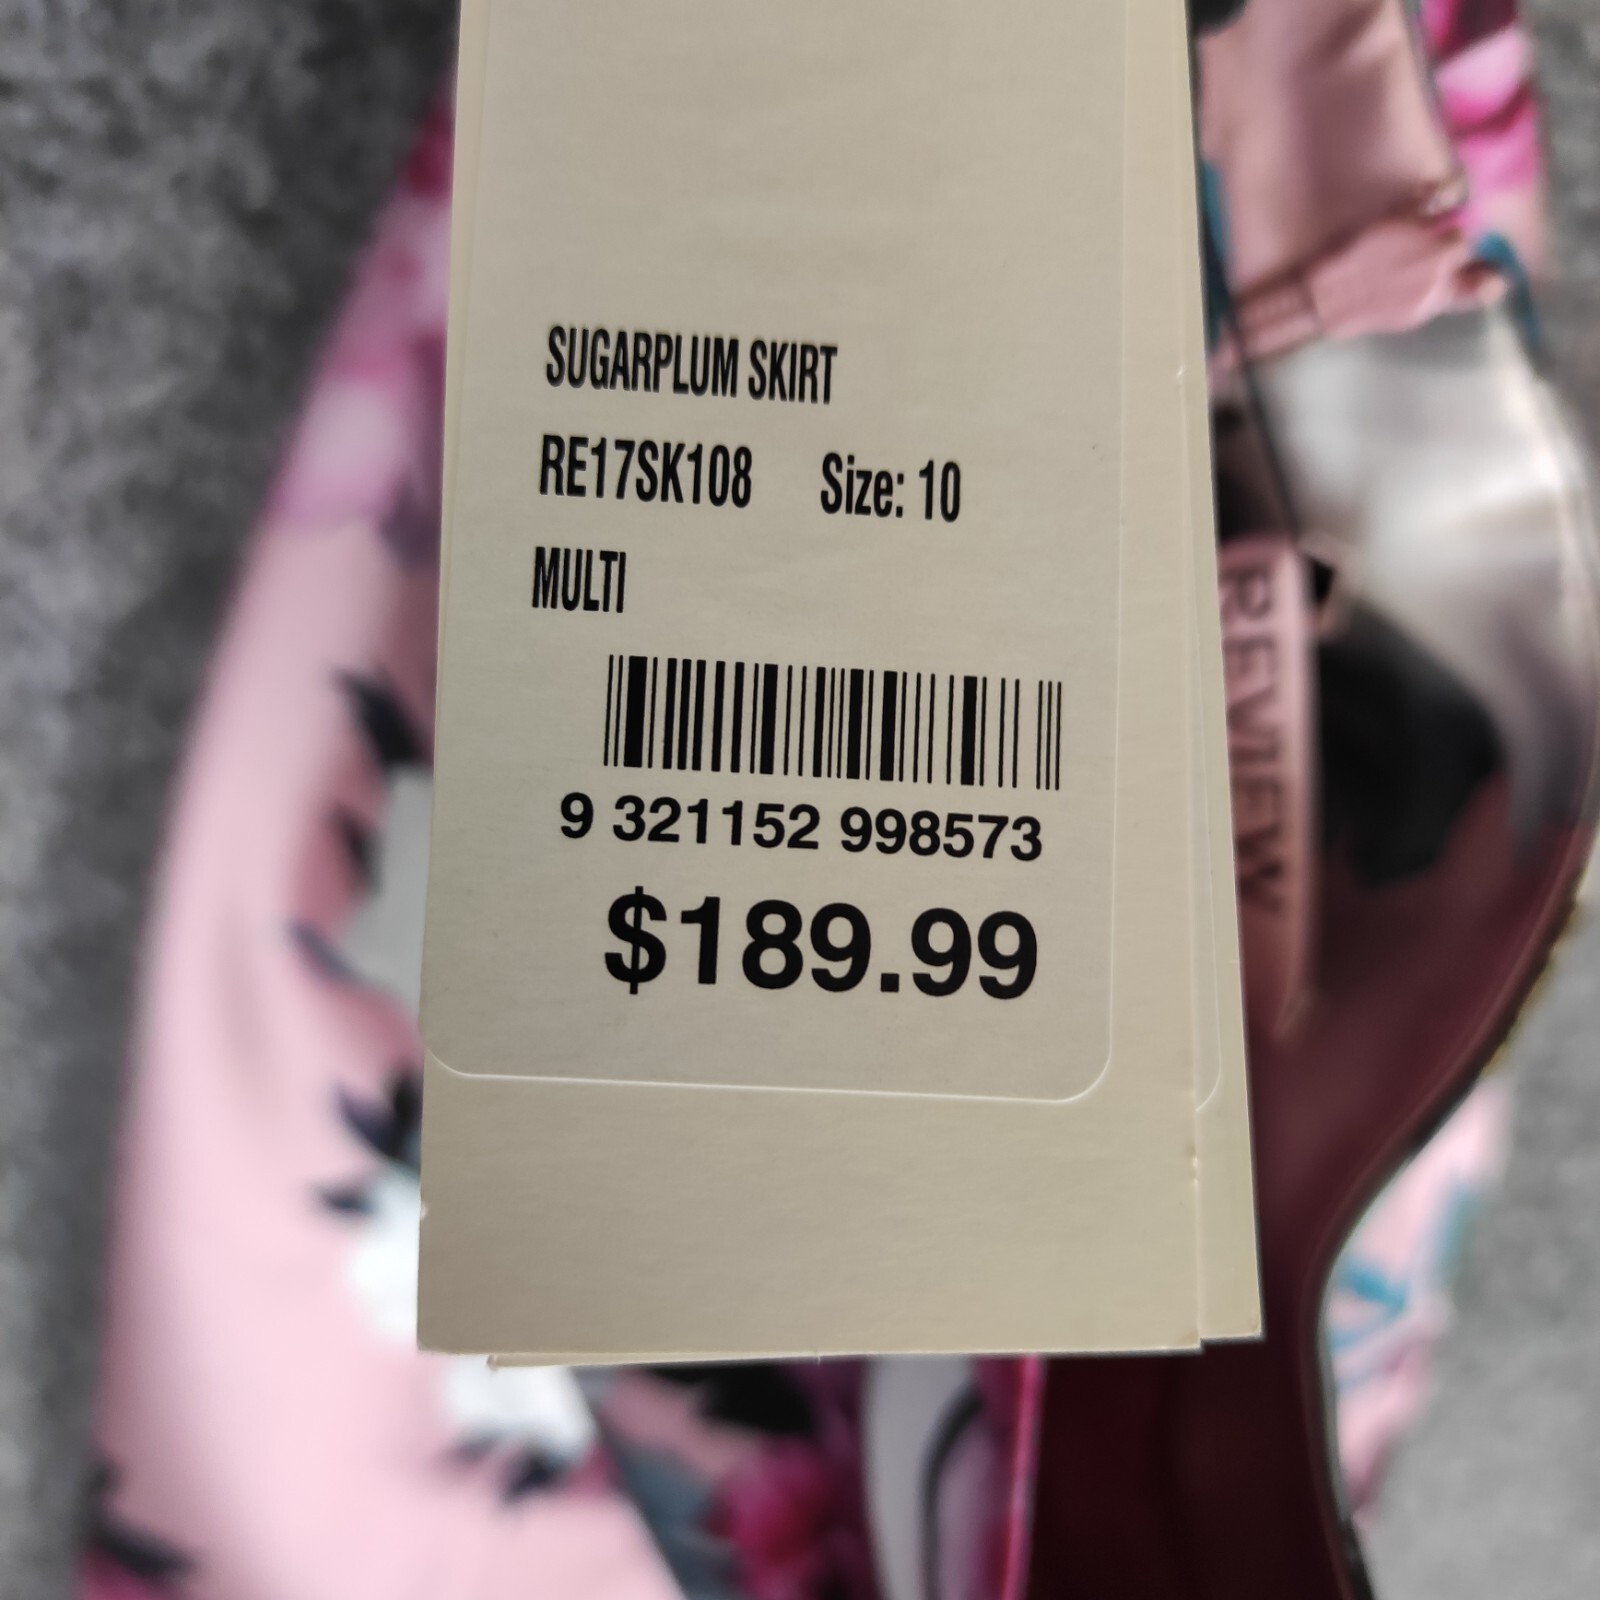 SUGARPLUM SKIRT
RE17SK108 Size: 10
MULTI
9 321152 998573
$189.99
REVIEW